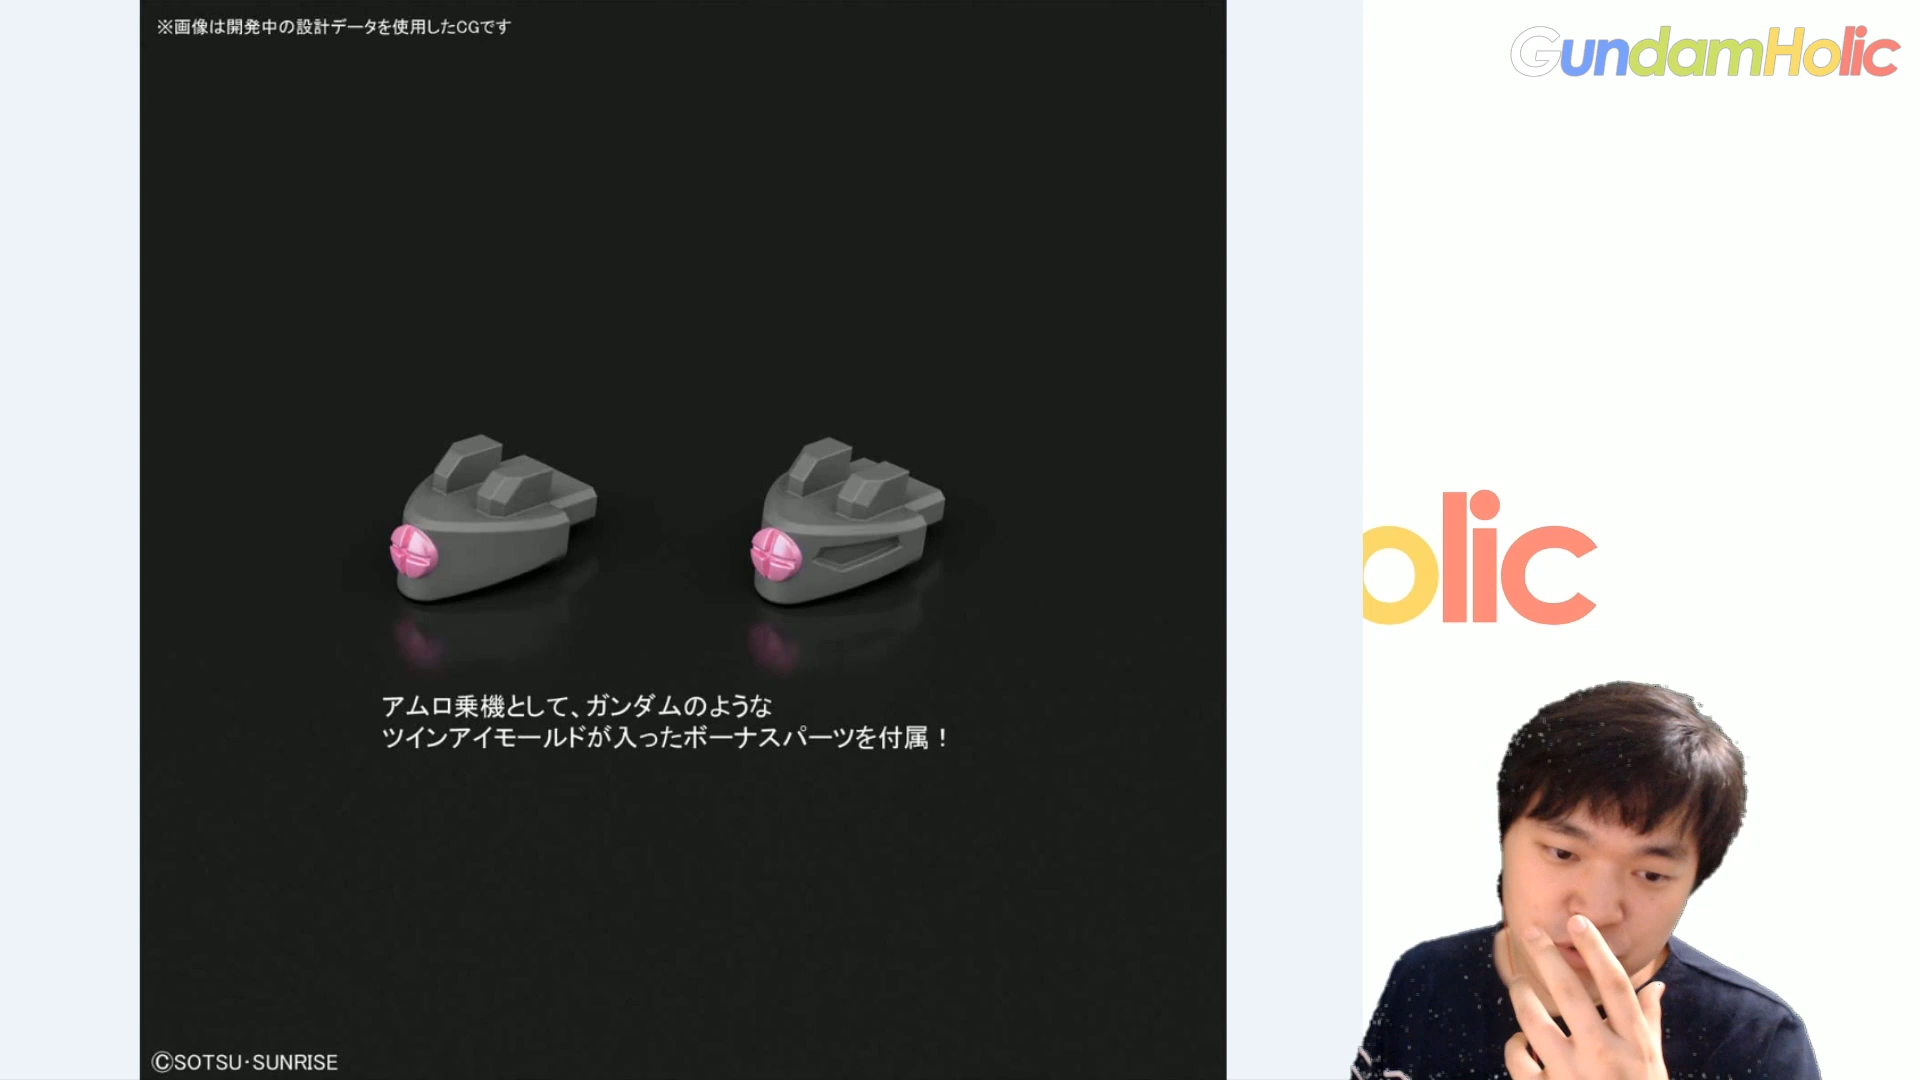 ※画像は開発中の設計データを使用したCGです
GundamHolic
olic
アムロ乗機として、ガンダムのような
ツインアイモールドが入ったボーナスパーツを付属！
©SOTSU・SUNRISE